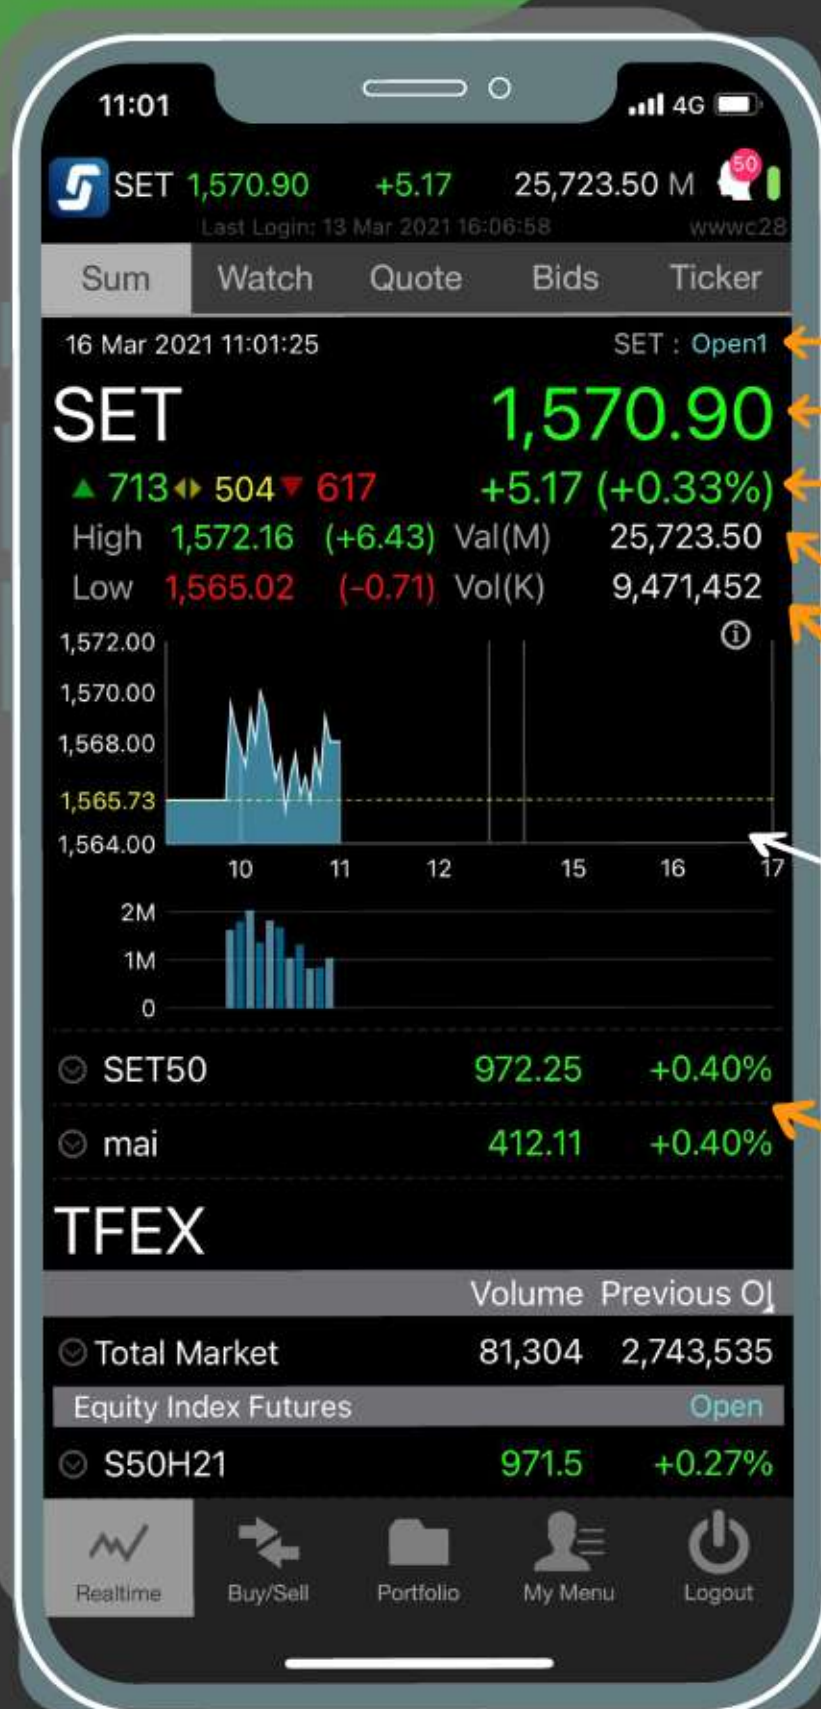 11:01 4G
SET 1,570.90 +5.17 25,723.50 M 50
Last Login: 13 Mar 2021 16:06:58 wwwc28
Sum Watch Quote Bids Ticker
16 Mar 2021 11:01:25 SET : Open1
SET 1,570.90
713 504 617 +5.17 (+0.33%)
High 1,572.16 (+6.43) Val(M) 25,723.50
Low 1,565.02 (-0.71) Vol(K) 9,471,452
1,572.00
1,570.00
1,568.00
1,565.73
1,564.00
10 11 12 15 16 17
2M
1M
0
SET50 972.25 +0.40%
mai 412.11 +0.40%
TFEX
Volume Previous OI
Total Market 81,304 2,743,535
Equity Index Futures Open
S50H21 971.5 +0.27%
Realtime Buy/Sell Portfolio My Menu Logout